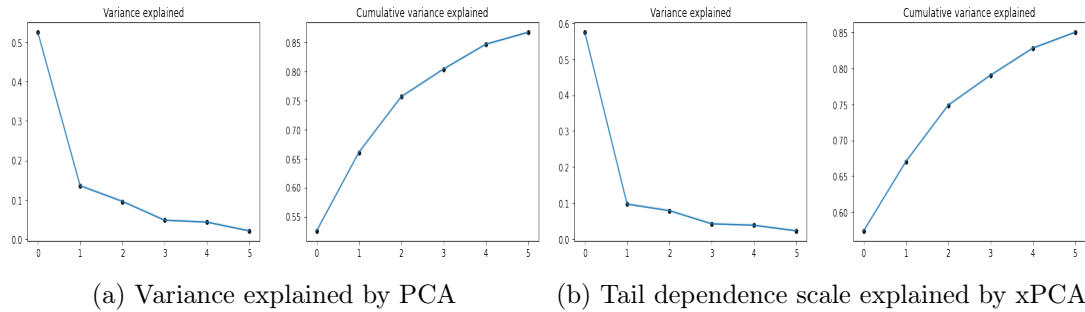 Variance explained
0.5
0.4
0.3
0.2
0.1
0.0
0 1 2 3 4 5
Cumulative variance explained
0.85
0.80
0.75
0.70
0.65
0.60
0.55
0 1 2 3 4 5
(a) Variance explained by PCA
Variance explained
0.6
0.5
0.4
0.3
0.2
0.1
0.0
0 1 2 3 4 5
Cumulative variance explained
0.85
0.80
0.75
0.70
0.65
0.60
0 1 2 3 4 5
(b) Tail dependence scale explained by xPCA